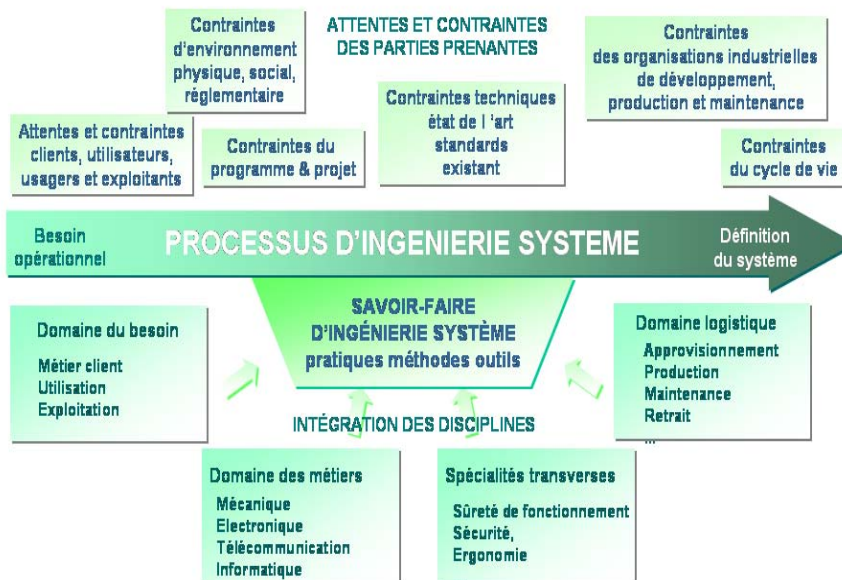 ATTENTES ET CONTRAINTES
DES PARTIES PRENANTES
Contraintes
d'environnement
physique, social,
réglementaire
Contraintes
des organisations industrielles
de développement,
production et maintenance
Contraintes techniques
état de l 'art
standards
existant
Attentes et contraintes
clients, utilisateurs,
usagers et exploitants
Contraintes du
programme & projet
Contraintes
du cycle de vie
Besoin
opérationnel
PROCESSUS D'INGENIERIE SYSTEME
Définition
du système
SAVOIR-FAIRE
D'INGÉNIERIE SYSTÈME
pratiques méthodes outils
Domaine du besoin
Métier client
Utilisation
Exploitation
Domaine logistique
Approvisionnement
Production
Maintenance
Retrait
...
INTÉGRATION DES DISCIPLINES
Domaine des métiers
Mécanique
Electronique
Télécommunication
Informatique
Spécialités transverses
Sûreté de fonctionnement
Sécurité,
Ergonomie